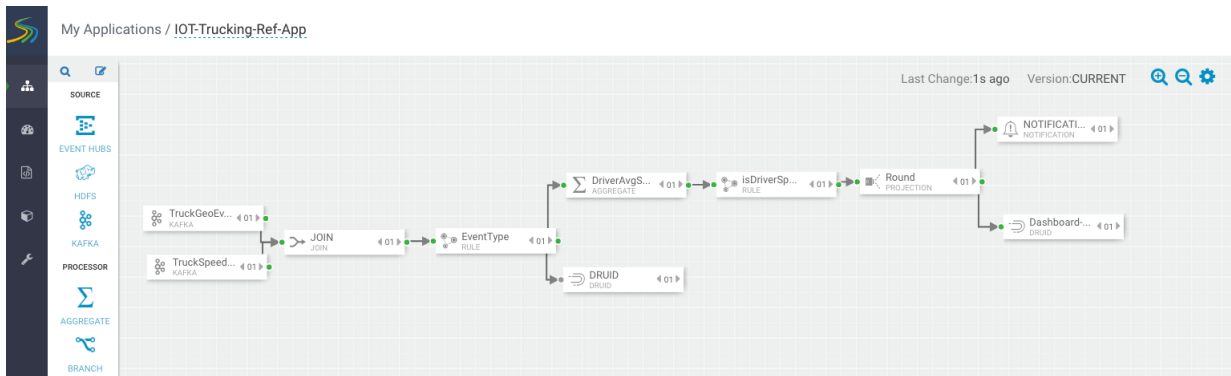 My Applications / IOT-Trucking-Ref-App
Last Change:1s ago Version:CURRENT
SOURCE
EVENT HUBS
HDFS
KAFKA
PROCESSOR
AGGREGATE
BRANCH
TruckGeoEv... 01
KAFKA
TruckSpeed... 01
KAFKA
JOIN 01
JOIN
EventType 01
RULE
DriverAvgS... 01
AGGREGATE
DRUID 01
DRUID
isDriverSp... 01
RULE
Round 01
PROJECTION
NOTIFICATI... 01
NOTIFICATION
Dashboard-... 01
DRUID